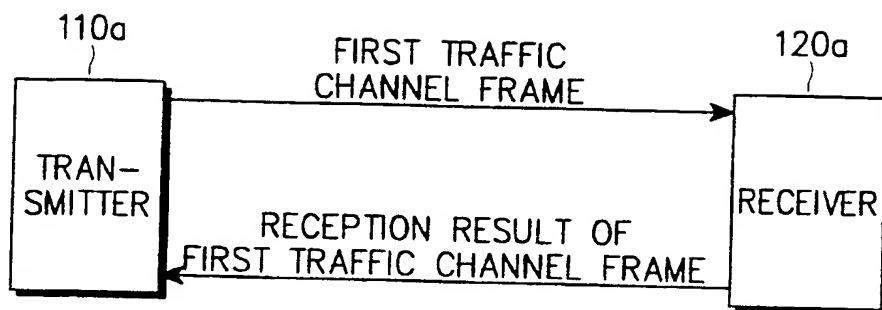 110a
120a
FIRST TRAFFIC
CHANNEL FRAME
TRAN-
SMITTER
RECEIVER
RECEPTION RESULT OF
FIRST TRAFFIC CHANNEL FRAME